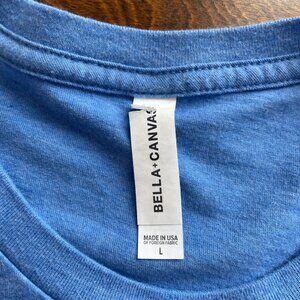 BELLA+CANVAS
MADE IN USA
OF FOREIGN FABRIC
L